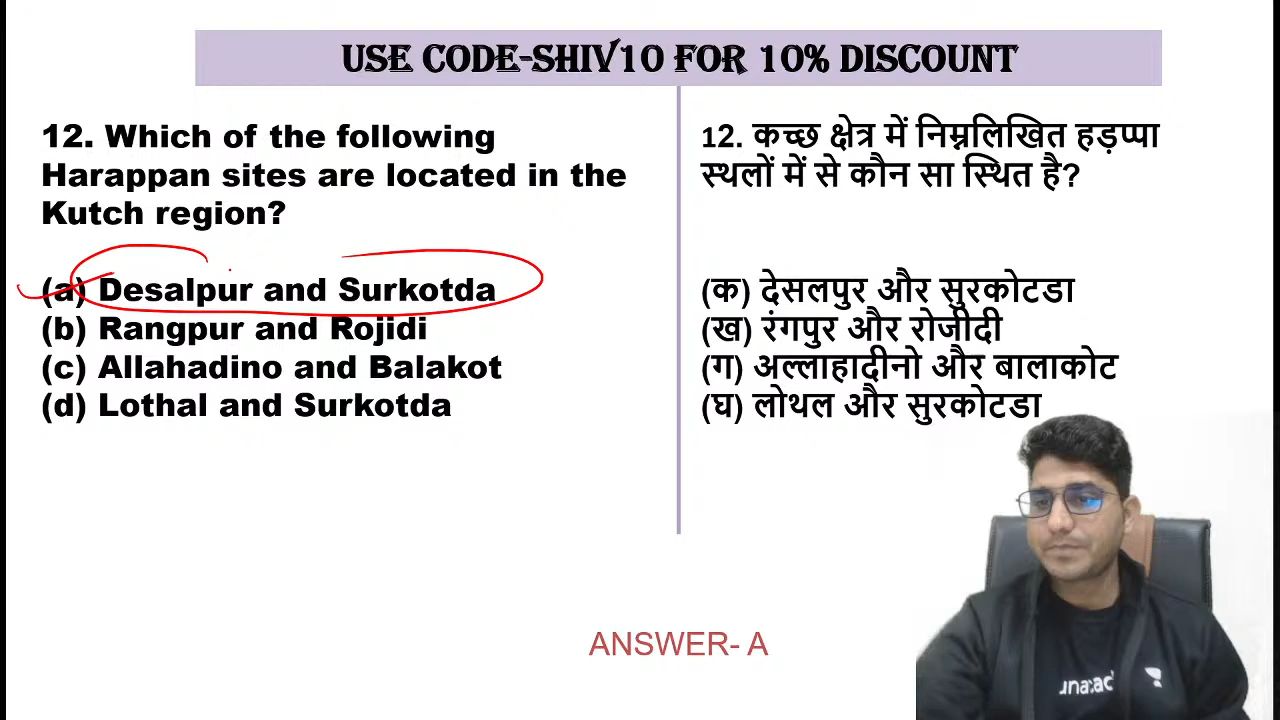 USE CODE-SHIV10 FOR 10% DISCOUNT
12. Which of the following
Harappan sites are located in the
Kutch region?
(a) Desalpur and Surkotda
(b) Rangpur and Rojidi
(c) Allahadino and Balakot
(d) Lothal and Surkotda
12. कच्छ क्षेत्र में निम्नलिखित हड़प्पा
स्थलों में से कौन सा स्थित है?
(क) देसलपुर और सुरकोटडा
(ख) रंगपुर और रोजीदी
(ग) अल्लाहादीनो और बालाकोट
(घ) लोथल और सुरकोटडा
ANSWER- A